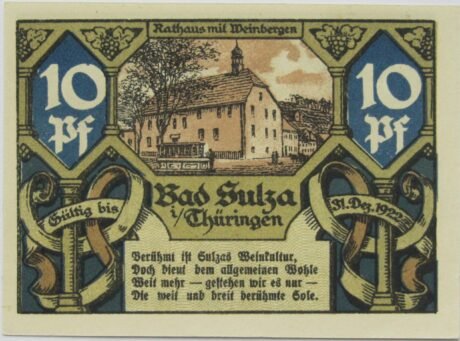 Rathaus mit Weinbergen
10
Pf
10
Pf
Bad Sulza
i/Thüringen
Gültig bis
31. Dez. 1922
Berühmt ist Sulzas Weinkultur,
Doch dient dem allgemeinen Wohle
Weit mehr — gestehen wir es nur —
Die weit und breit berühmte Sole.